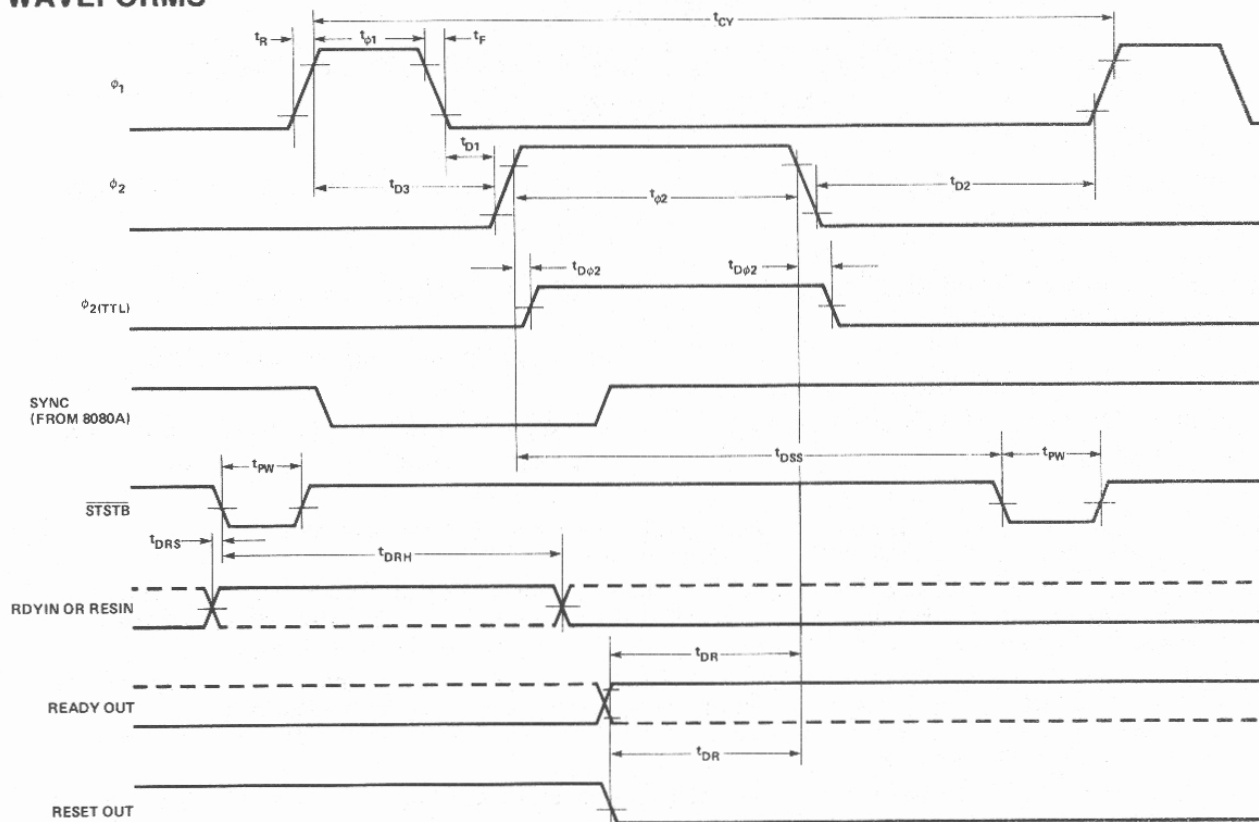 WAVEFORMS
tCY
tR
tϕ1
tF
ϕ1
tD1
ϕ2
tD3
tϕ2
tD2
tDϕ2
tDϕ2
ϕ2(TTL)
SYNC
(FROM 8080A)
tDSS
tPW
tPW
STSTB
tDRS
tDRH
RDYIN OR RESIN
tDR
READY OUT
tDR
RESET OUT